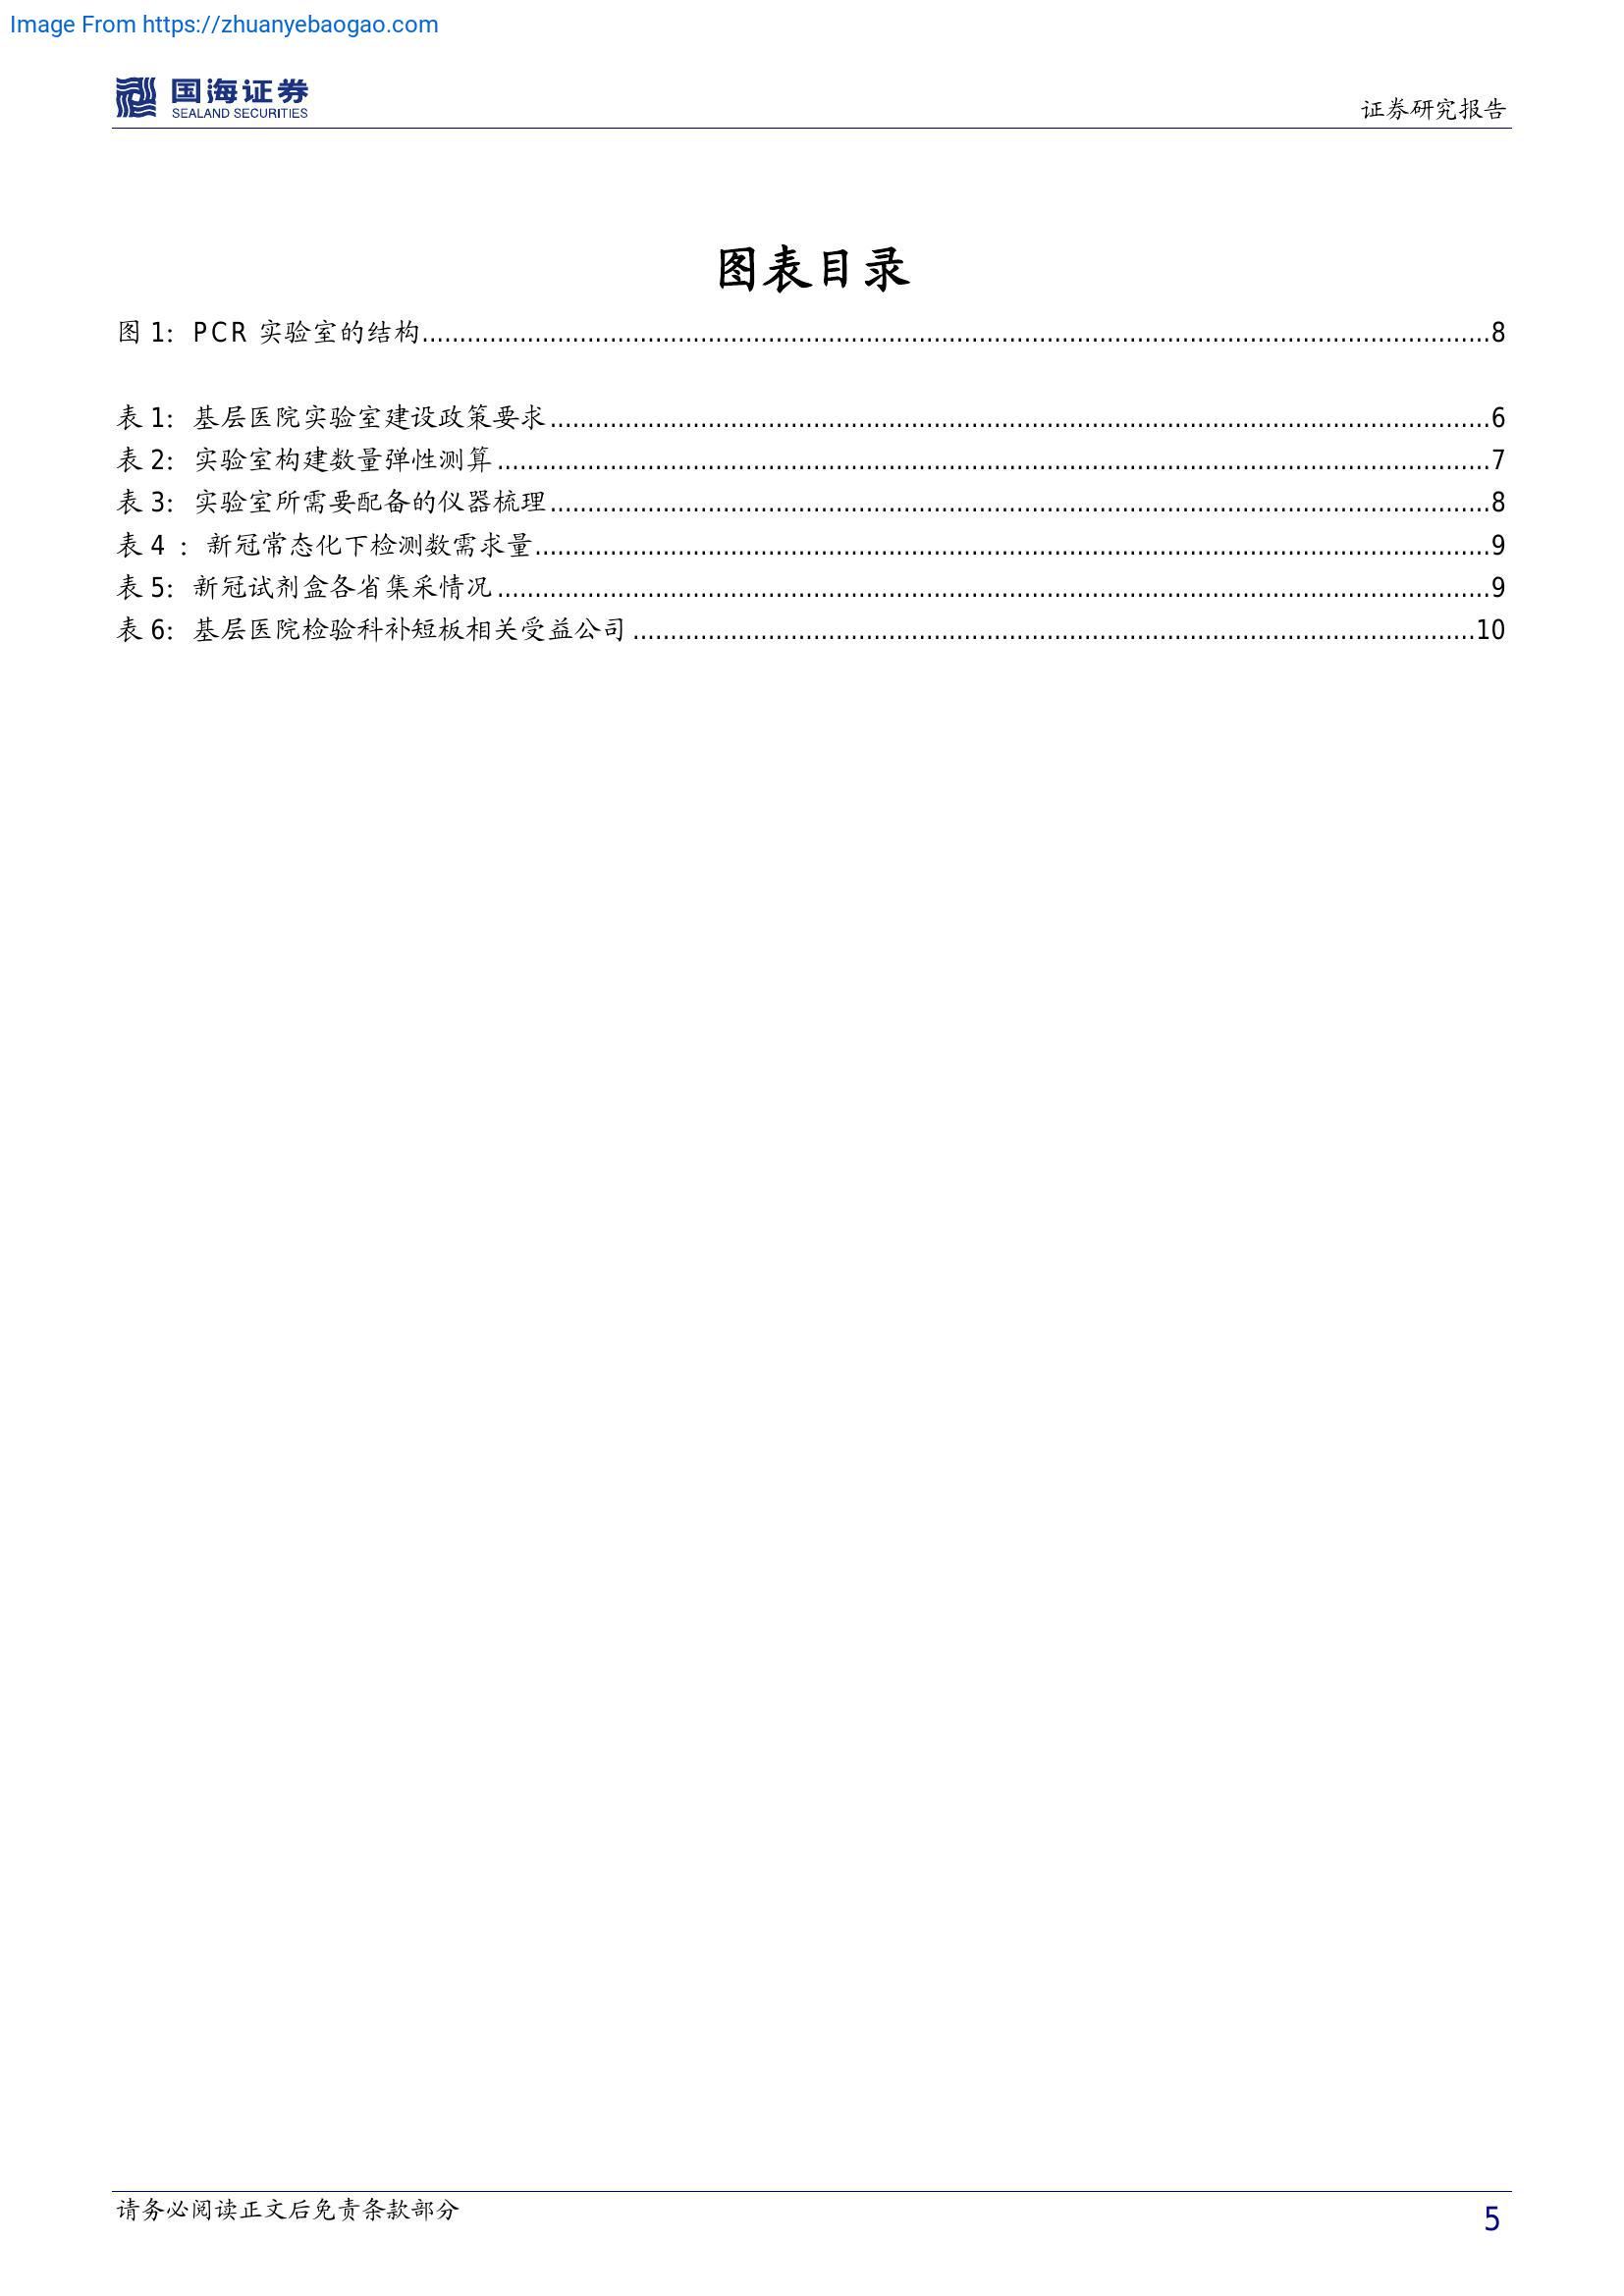 Image From https://zhuanyebaogao.com
国海证券
SEALAND SECURITIES
证券研究报告
图表目录
图 1：PCR 实验室的结构........................................8
表 1：基层医院实验室建设政策要求........................................6
表 2：实验室构建数量弹性测算........................................7
表 3：实验室所需要配备的仪器梳理........................................8
表 4 ：新冠常态化下检测数需求量........................................9
表 5：新冠试剂盒各省集采情况........................................9
表 6：基层医院检验科补短板相关受益公司........................................10
请务必阅读正文后免责条款部分
5